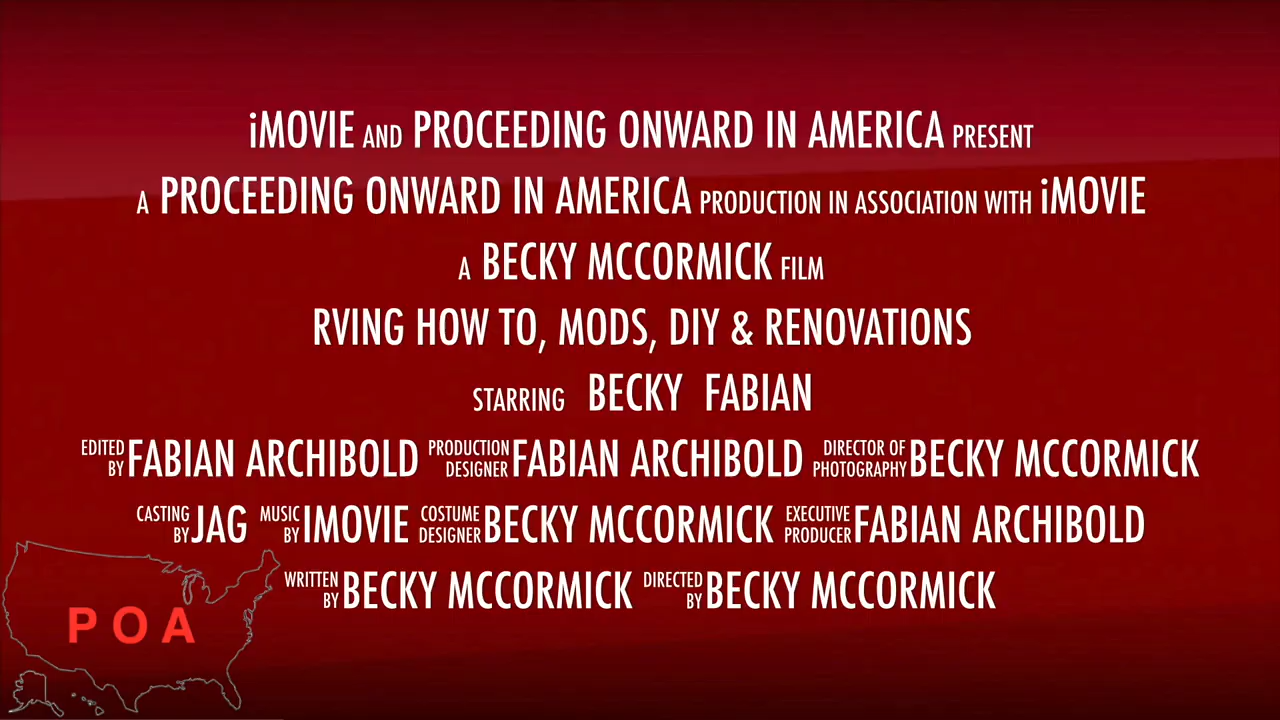 iMOVIE AND PROCEEDING ONWARD IN AMERICA PRESENT
A PROCEEDING ONWARD IN AMERICA PRODUCTION IN ASSOCIATION WITH iMOVIE
A BECKY MCCORMICK FILM
RVING HOW TO, MODS, DIY & RENOVATIONS
STARRING BECKY FABIAN
EDITED BY FABIAN ARCHIBOLD PRODUCTION DESIGNER FABIAN ARCHIBOLD DIRECTOR OF PHOTOGRAPHY BECKY MCCORMICK
CASTING BY JAG MUSIC BY IMOVIE COSTUME DESIGNER BECKY MCCORMICK EXECUTIVE PRODUCER FABIAN ARCHIBOLD
WRITTEN BY BECKY MCCORMICK DIRECTED BY BECKY MCCORMICK
POA